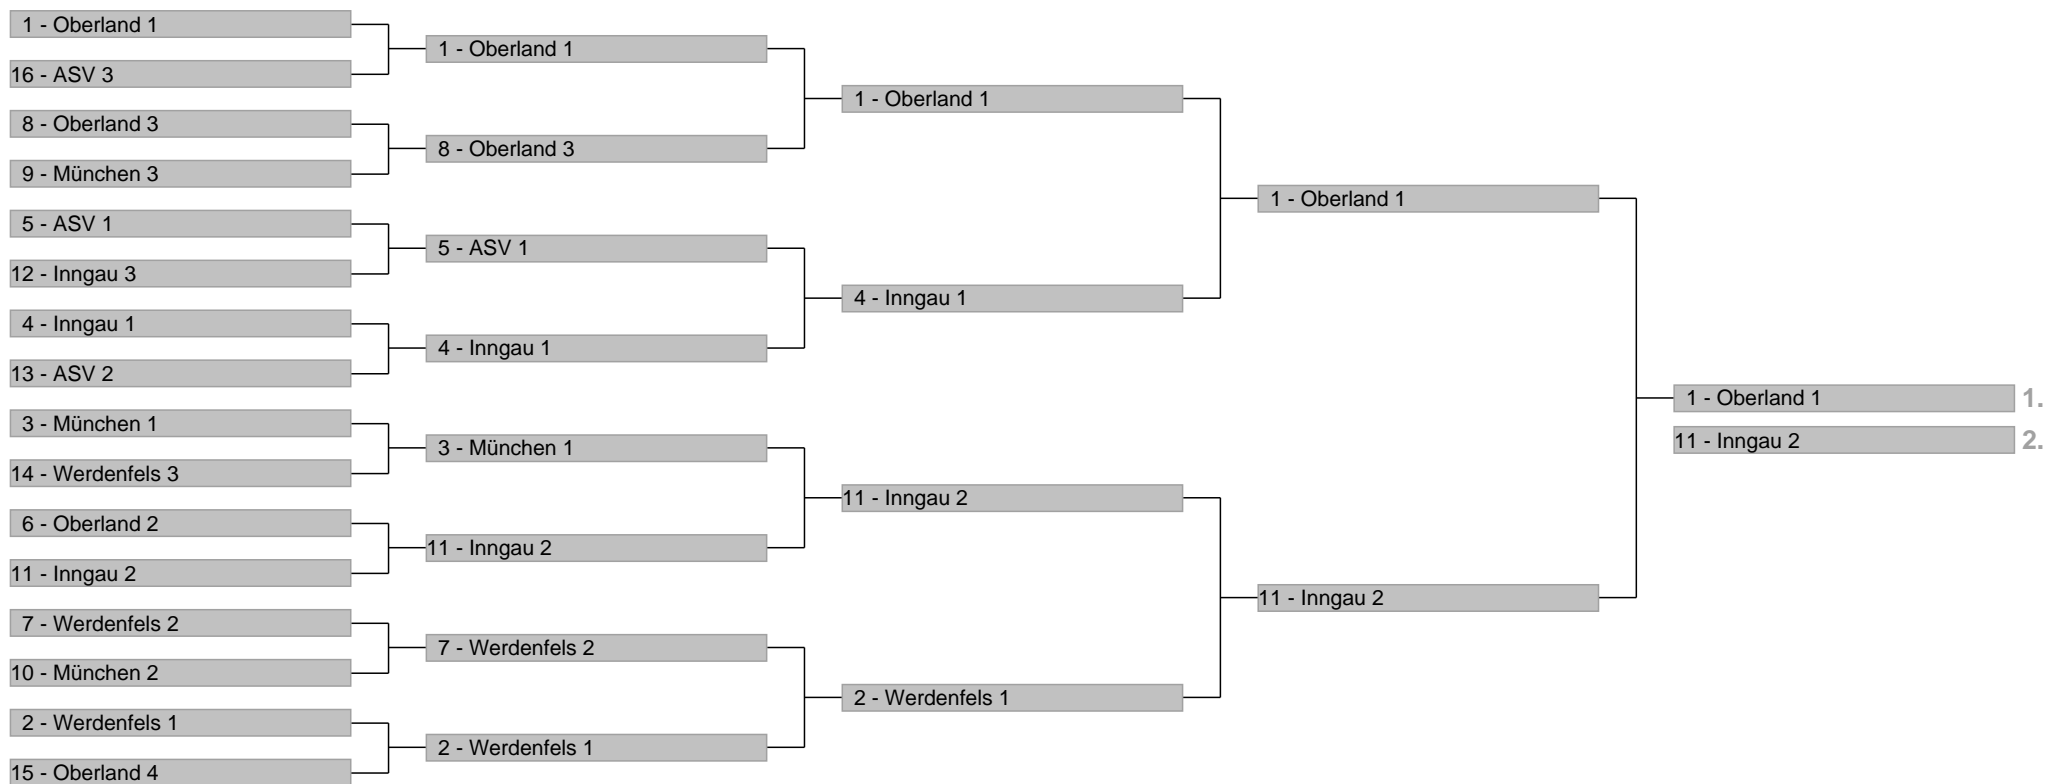 1 - Oberland 1
16 - ASV 3
8 - Oberland 3
9 - München 3
5 - ASV 1
12 - Inngau 3
4 - Inngau 1
13 - ASV 2
3 - München 1
14 - Werdenfels 3
6 - Oberland 2
11 - Inngau 2
7 - Werdenfels 2
10 - München 2
2 - Werdenfels 1
15 - Oberland 4
1 - Oberland 1
8 - Oberland 3
5 - ASV 1
4 - Inngau 1
3 - München 1
11 - Inngau 2
7 - Werdenfels 2
2 - Werdenfels 1
1 - Oberland 1
4 - Inngau 1
11 - Inngau 2
2 - Werdenfels 1
1 - Oberland 1
11 - Inngau 2
1 - Oberland 1 1.
11 - Inngau 2 2.